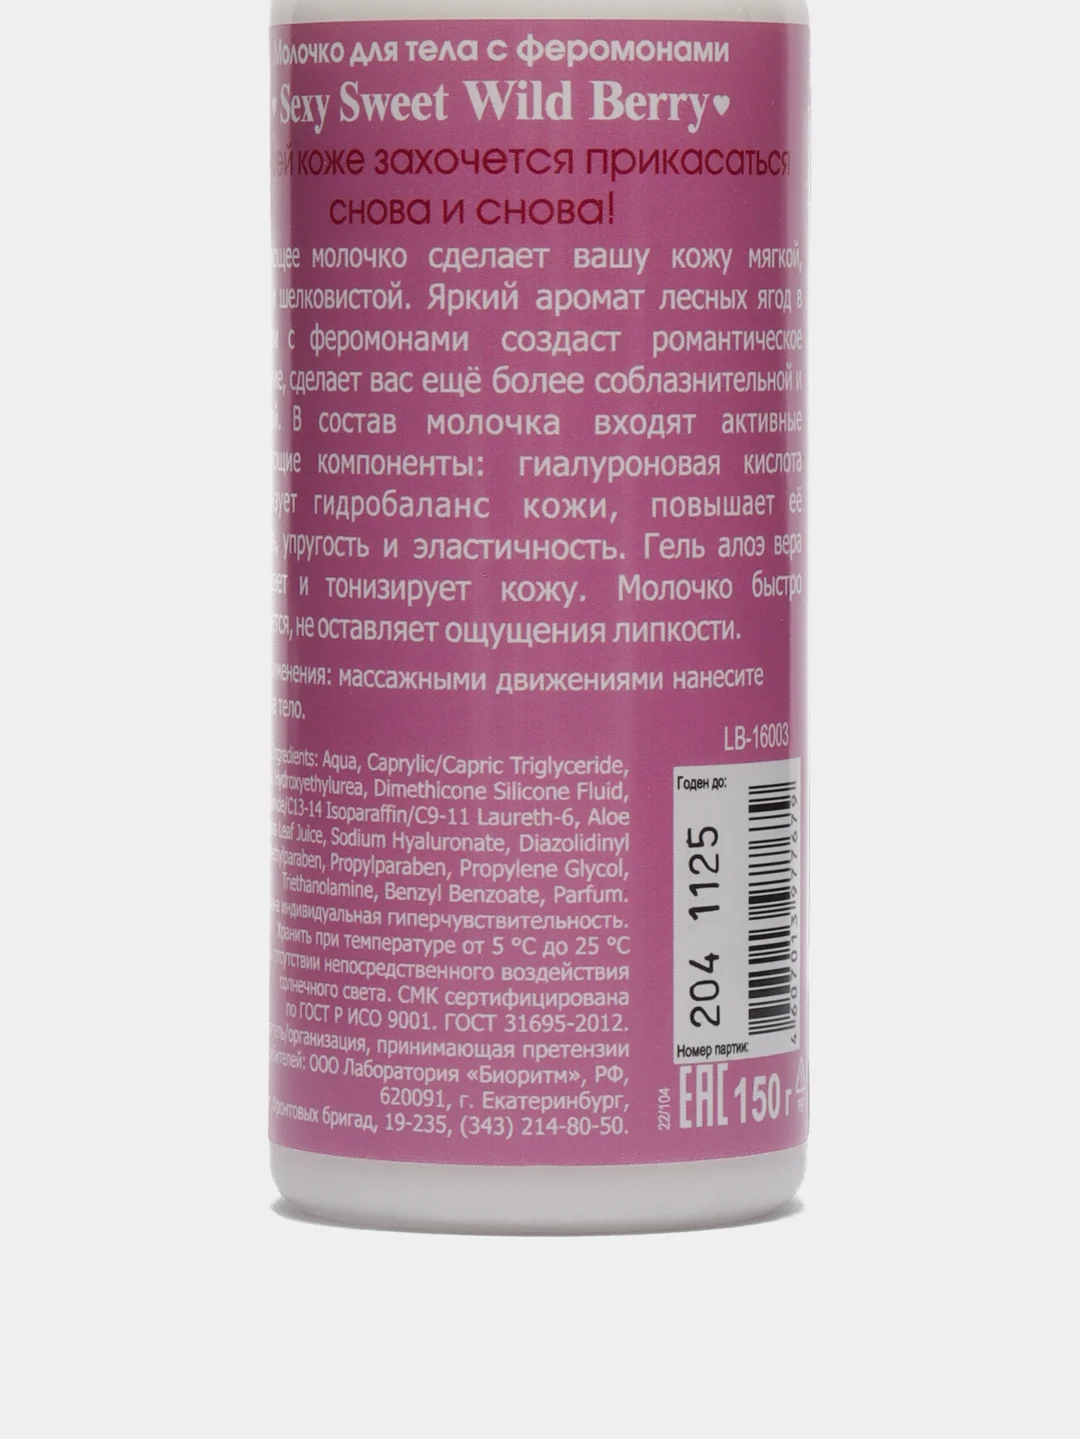 Молочко для тела с феромонами
Sexy Sweet Wild Berry
коже захочется прикасаться
снова и снова!
молочко сделает вашу кожу мягкой,
шелковистой. Яркий аромат лесных ягод в
с феромонами создаст романтическое
сделает вас ещё более соблазнительной и
В состав молочка входят активные
компоненты: гиалуроновая кислота
гидробаланс кожи, повышает её
упругость и эластичность. Гель алоэ вера
и тонизирует кожу. Молочко быстро
не оставляет ощущения липкости.
массажными движениями нанесите
тело.
LB-16003
Ingredients: Aqua, Caprylic/Capric Triglyceride,
hydroxyethylurea, Dimethicone Silicone Fluid,
/C13-14 Isoparaffin/C9-11 Laureth-6, Aloe
Leaf Juice, Sodium Hyaluronate, Diazolidinyl
Propylparaben, Propylene Glycol,
Triethanolamine, Benzyl Benzoate, Parfum.
индивидуальная гиперчувствительность.
Хранить при температуре от 5 °C до 25 °C
отсутствии непосредственного воздействия
солнечного света. СМК сертифицирована
по ГОСТ Р ИСО 9001. ГОСТ 31695-2012.
/организация, принимающая претензии
ООО Лаборатория «Биоритм», РФ,
620091, г. Екатеринбург,
Фронтовых бригад, 19-235, (343) 214-80-50.
Годен до:
204 1125
4 607013 977679
Номер партии:
22/104
EAC 150 г